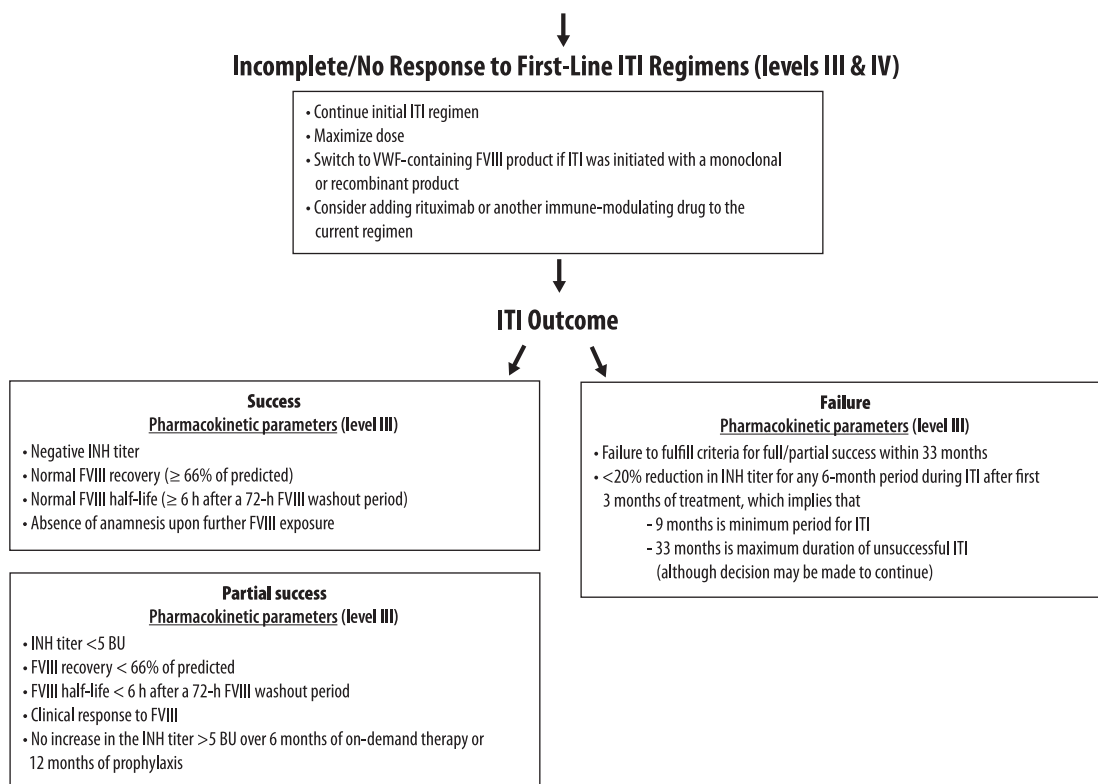 Incomplete/No Response to First-Line ITI Regimens (levels III & IV)
• Continue initial ITI regimen
• Maximize dose
• Switch to VWF-containing FVIII product if ITI was initiated with a monoclonal
or recombinant product
• Consider adding rituximab or another immune-modulating drug to the
current regimen
ITI Outcome
Success
Pharmacokinetic parameters (level III)
• Negative INH titer
• Normal FVIII recovery (≥ 66% of predicted)
• Normal FVIII half-life (≥ 6 h after a 72-h FVIII washout period)
• Absence of anamnesis upon further FVIII exposure
Failure
Pharmacokinetic parameters (level III)
• Failure to fulfill criteria for full/partial success within 33 months
• <20% reduction in INH titer for any 6-month period during ITI after first
3 months of treatment, which implies that
- 9 months is minimum period for ITI
- 33 months is maximum duration of unsuccessful ITI
(although decision may be made to continue)
Partial success
Pharmacokinetic parameters (level III)
• INH titer <5 BU
• FVIII recovery < 66% of predicted
• FVIII half-life < 6 h after a 72-h FVIII washout period
• Clinical response to FVIII
• No increase in the INH titer >5 BU over 6 months of on-demand therapy or
12 months of prophylaxis